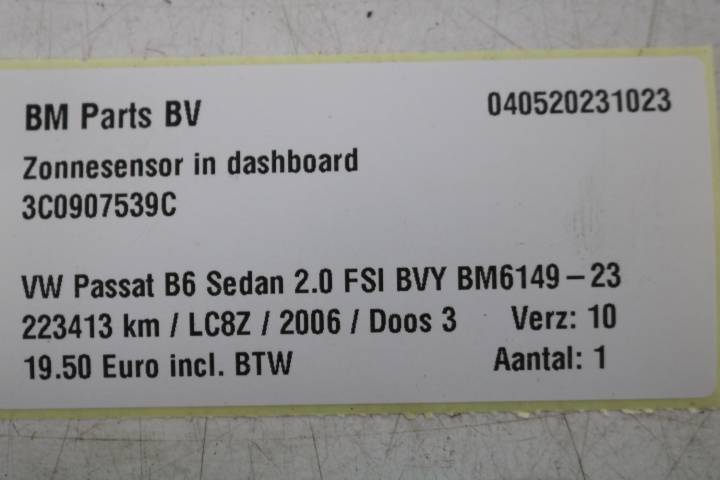 BM Parts BV 040520231023
Zonnesensor in dashboard
3C0907539C
VW Passat B6 Sedan 2.0 FSI BVY BM6149 – 23
223413 km / LC8Z / 2006 / Doos 3 Verz: 10
19.50 Euro incl. BTW Aantal: 1